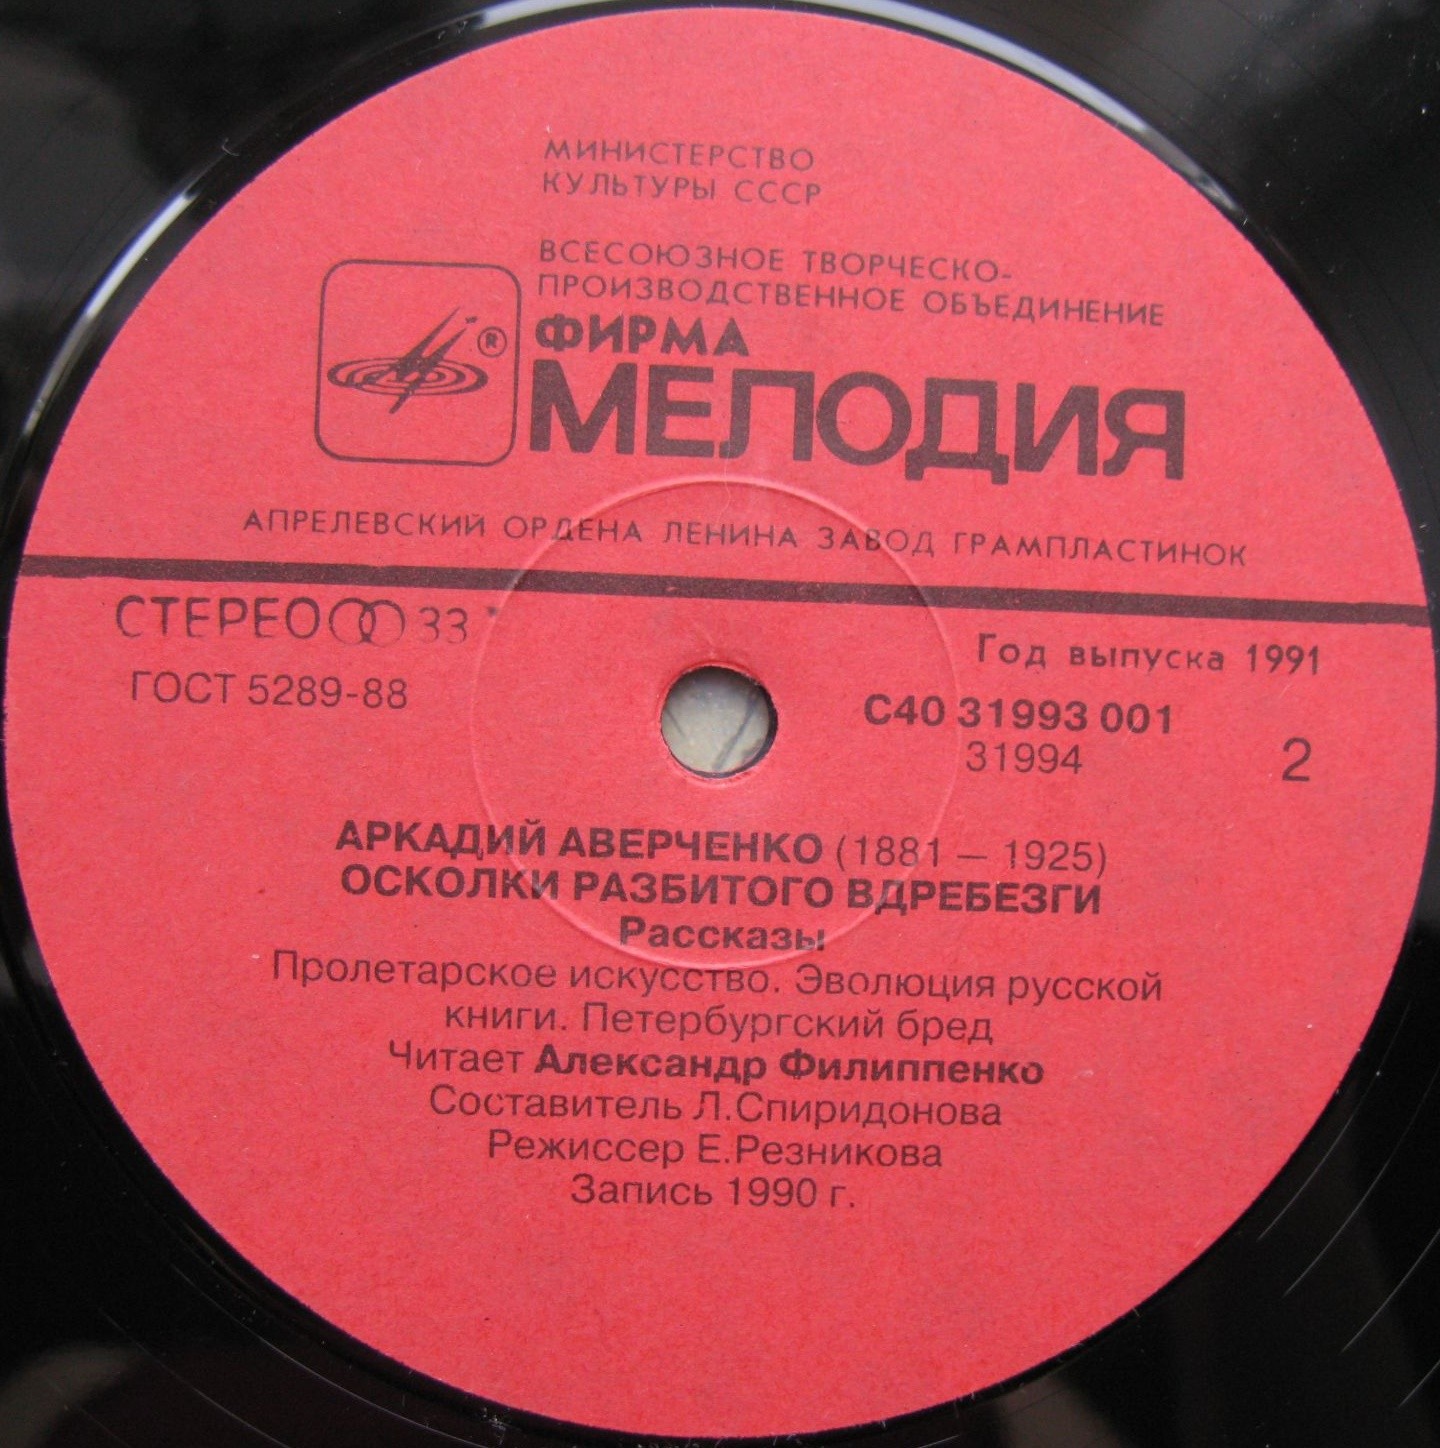 МИНИСТЕРСТВО
КУЛЬТУРЫ СССР
ВСЕСОЮЗНОЕ ТВОРЧЕСКО-
ПРОИЗВОДСТВЕННОЕ ОБЪЕДИНЕНИЕ
ФИРМА
®
МЕЛОДИЯ
АПРЕЛЕВСКИЙ ОРДЕНА ЛЕНИНА ЗАВОД ГРАМПЛАСТИНОК
СТЕРЕО 33
Год выпуска 1991
ГОСТ 5289-88
С40 31993 001
31994
2
АРКАДИЙ АВЕРЧЕНКО (1881 — 1925)
ОСКОЛКИ РАЗБИТОГО ВДРЕБЕЗГИ
Рассказы
Пролетарское искусство. Эволюция русской
книги. Петербургский бред
Читает Александр Филиппенко
Составитель Л.Спиридонова
Режиссер Е.Резникова
Запись 1990 г.